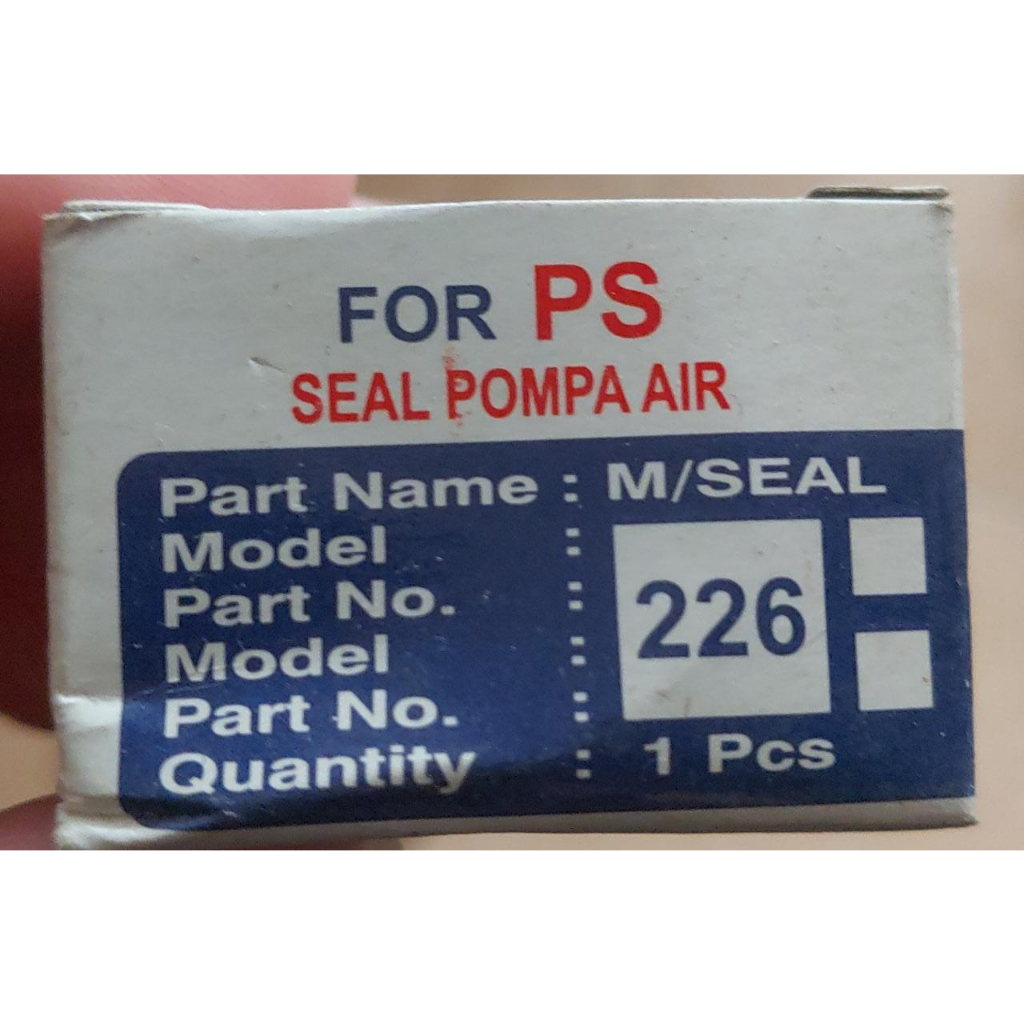 FOR PS
SEAL POMPA AIR
Part Name : M/SEAL
Model :
Part No. :
Model :
Part No. :
226
Quantity : 1 Pcs